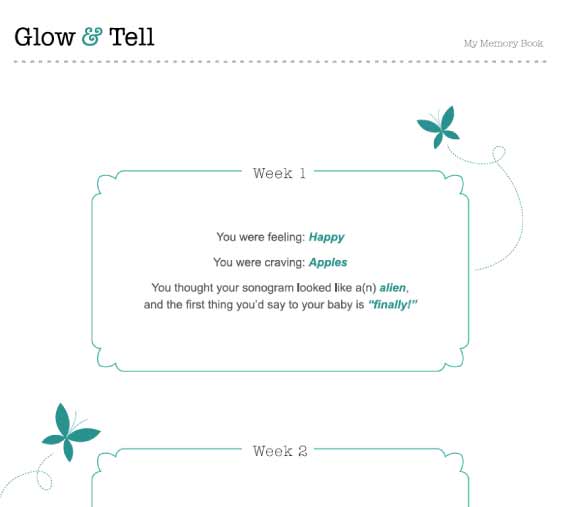 Glow & Tell
My Memory Book
Week 1
You were feeling: Happy
You were craving: Apples
You thought your sonogram looked like a(n) alien,
and the first thing you'd say to your baby is “finally!”
Week 2